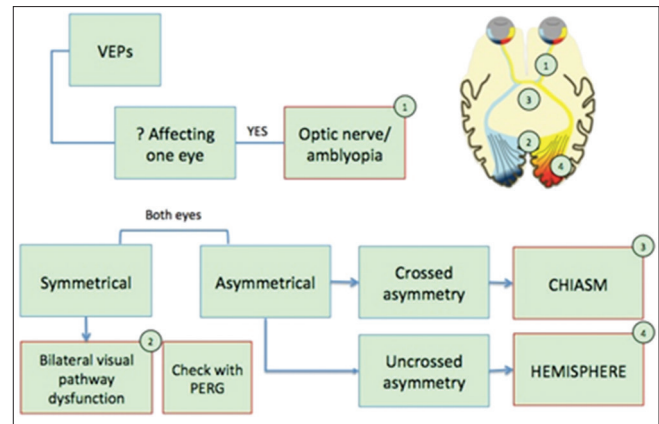 VEPs
1
? Affecting
one eye
YES
Optic nerve/
amblyopia
1
3
2
4
Both eyes
Symmetrical
Asymmetrical
Crossed
asymmetry
3
CHIASM
2
Bilateral visual
pathway
dysfunction
Check with
PERG
Uncrossed
asymmetry
4
HEMISPHERE